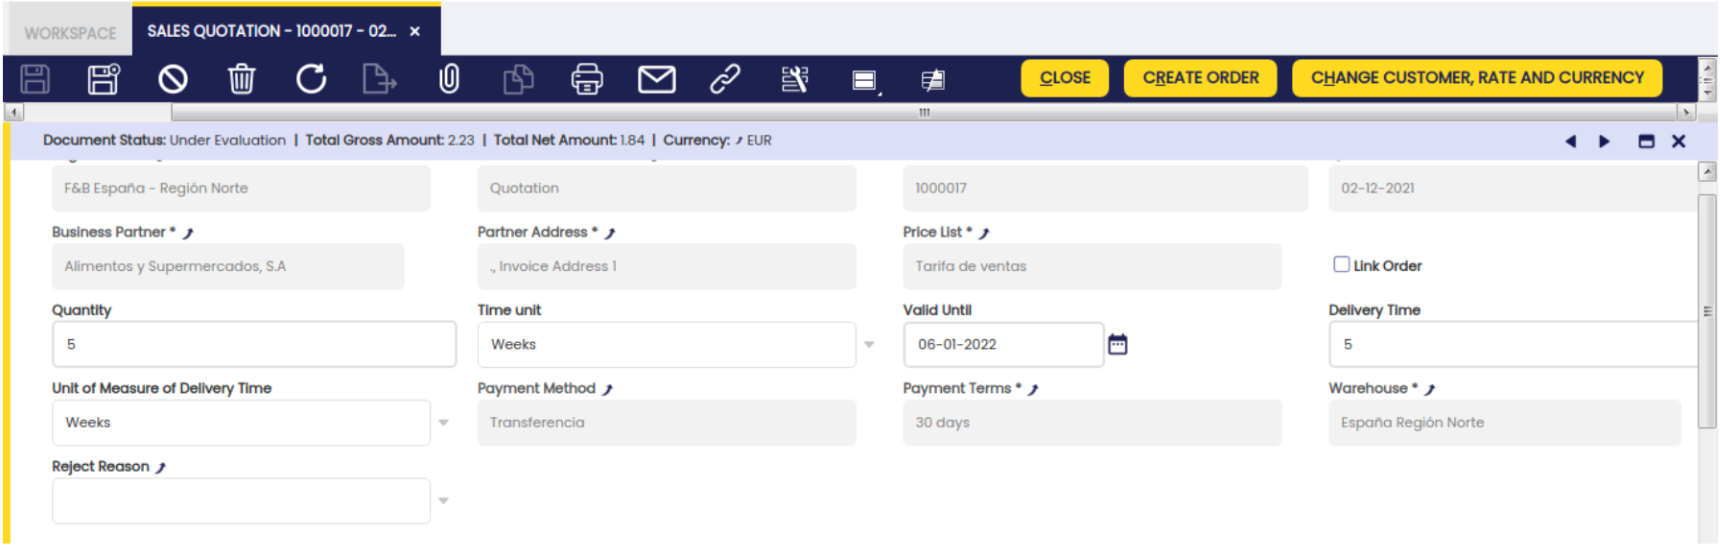 WORKSPACE
SALES QUOTATION - 1000017 - 02...
CLOSE
CREATE ORDER
CHANGE CUSTOMER, RATE AND CURRENCY
Document Status: Under Evaluation | Total Gross Amount: 2.23 | Total Net Amount: 1.84 | Currency: EUR
F&B España - Región Norte
Quotation
1000017
02-12-2021
Business Partner *
Partner Address *
Price List *
Alimentos y Supermercados, S.A
., Invoice Address 1
Tarifa de ventas
Link Order
Quantity
Time unit
Valid Until
Delivery Time
5
Weeks
06-01-2022
5
Unit of Measure of Delivery Time
Payment Method
Payment Terms *
Warehouse *
Weeks
Transferencia
30 days
España Región Norte
Reject Reason